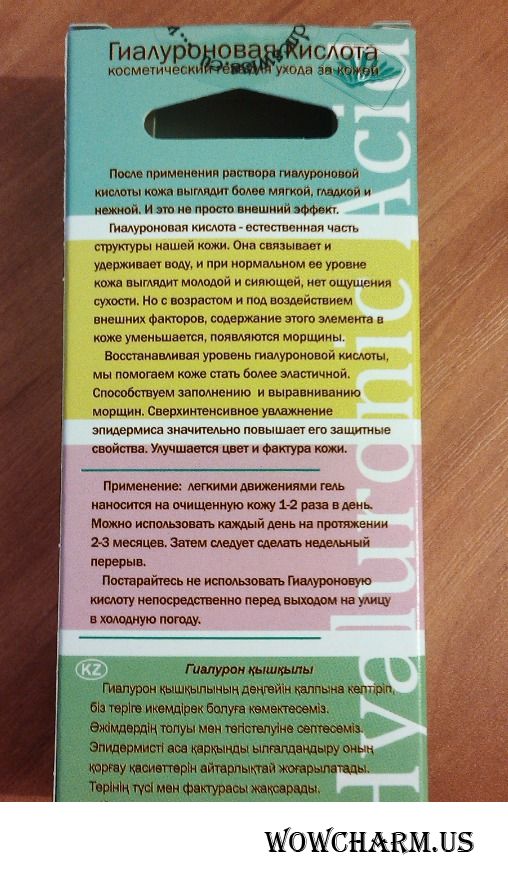 Гиалуроновая кислота
косметический гель для ухода за кожей
После применения раствора гиалуроновой
кислоты кожа выглядит более мягкой, гладкой и
нежной. И это не просто внешний эффект.
Гиалуроновая кислота - естественная часть
структуры нашей кожи. Она связывает и
удерживает воду, и при нормальном ее уровне
кожа выглядит молодой и сияющей, нет ощущения
сухости. Но с возрастом и под воздействием
внешних факторов, содержание этого элемента в
коже уменьшается, появляются морщины.
Восстанавливая уровень гиалуроновой кислоты,
мы помогаем коже стать более эластичной.
Способствуем заполнению и выравниванию
морщин. Сверхинтенсивное увлажнение
эпидермиса значительно повышает его защитные
свойства. Улучшается цвет и фактура кожи.
Применение: легкими движениями гель
наносится на очищенную кожу 1-2 раза в день.
Можно использовать каждый день на протяжении
2-3 месяцев. Затем следует сделать недельный
перерыв.
Постарайтесь не использовать Гиалуроновую
кислоту непосредственно перед выходом на улицу
в холодную погоду.
KZ Гиалурон қышқылы
Гиалурон қышқылының деңгейін қалпына келтіріп,
біз теріге икемдірек болуға көмектесеміз.
Әжімдердің толуы мен тегістелуіне септесеміз.
Эпидермисті аса қарқынды ылғалдандыру оның
қорғау қасиеттерін айтарлықтай жоғарылатады.
Терінің түсі мен фактурасы жақсарады.
Hyaluronic Acid
WOWCHARM.US